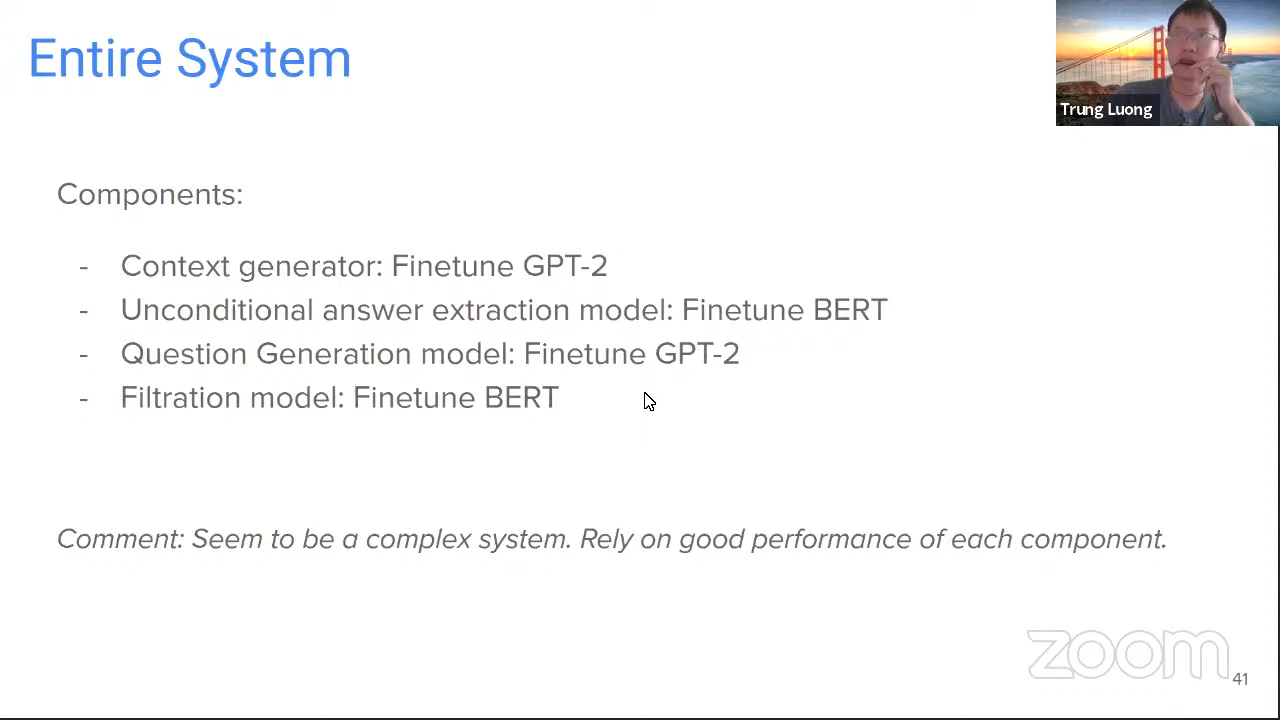 Entire System
Trung Luong
Components:
- Context generator: Finetune GPT-2
- Unconditional answer extraction model: Finetune BERT
- Question Generation model: Finetune GPT-2
- Filtration model: Finetune BERT
Comment: Seem to be a complex system. Rely on good performance of each component.
zoom
41